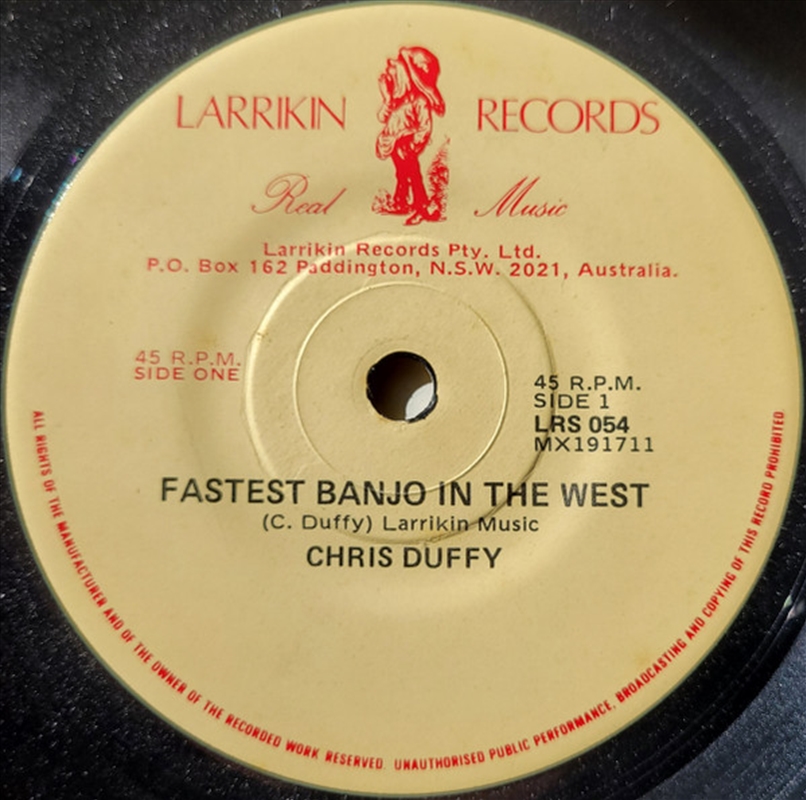 LARRIKIN RECORDS
Real Music
Larrikin Records Pty. Ltd.
P.O. Box 162 Paddington, N.S.W. 2021, Australia.
45 R.P.M.
SIDE ONE
45 R.P.M.
SIDE 1
LRS 054
MX191711
FASTEST BANJO IN THE WEST
(C. Duffy) Larrikin Music
CHRIS DUFFY
ALL RIGHTS OF THE MANUFACTURER AND OF THE OWNER OF THE RECORDED WORK RESERVED. UNAUTHORISED PUBLIC PERFORMANCE, BROADCASTING AND COPYING OF THIS RECORD PROHIBITED